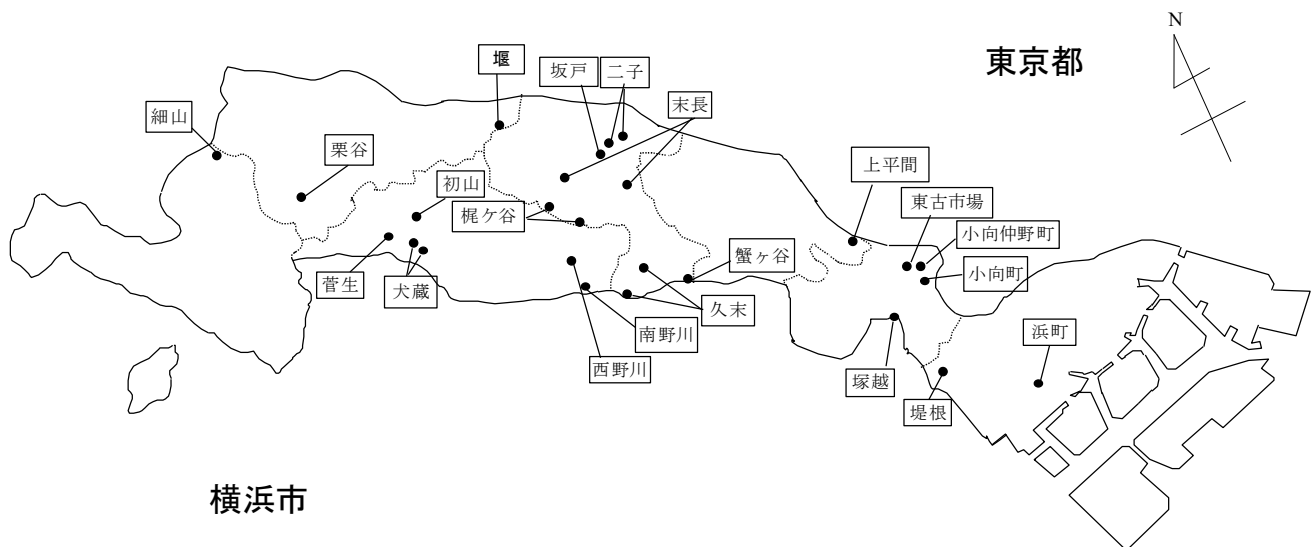 N
東京都
堰
坂戸
二子
末長
細山
栗谷
初山
上平間
東古市場
梶ケ谷
小向仲野町
蟹ヶ谷
小向町
菅生
犬蔵
久末
南野川
浜町
西野川
塚越
堤根
横浜市